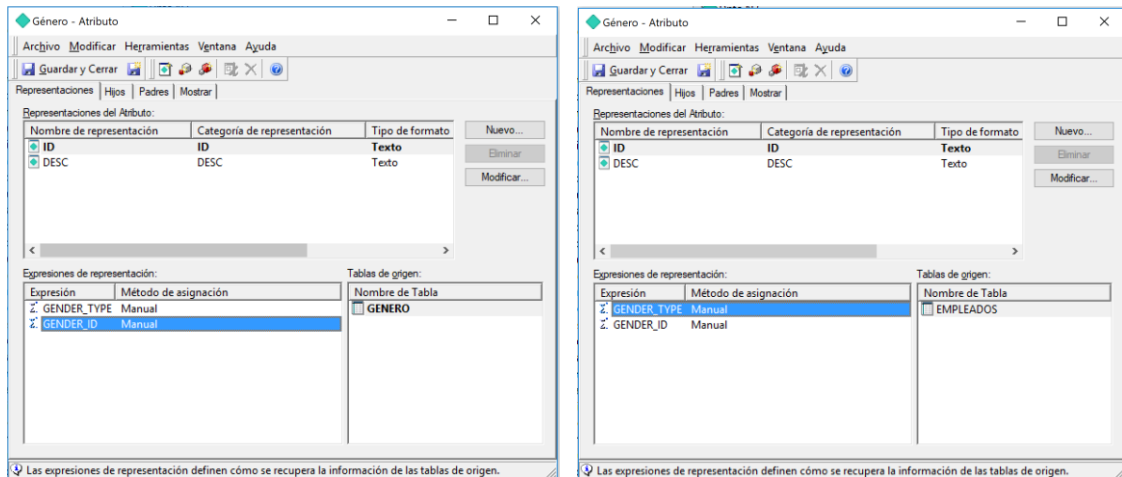 Género - Atributo
Archivo Modificar Herramientas Ventana Ayuda
Guardar y Cerrar
Representaciones Hijos Padres Mostrar
Representaciones del Atributo:
Nombre de representación Categoría de representación Tipo de formato
ID ID Texto
DESC DESC Texto
Nuevo...
Eliminar
Modificar...
Expresiones de representación:
Expresión Método de asignación
GENDER_TYPE Manual
GENDER_ID Manual
Tablas de origen:
Nombre de Tabla
GENERO
Las expresiones de representación definen cómo se recupera la información de las tablas de origen.
Género - Atributo
Archivo Modificar Herramientas Ventana Ayuda
Guardar y Cerrar
Representaciones Hijos Padres Mostrar
Representaciones del Atributo:
Nombre de representación Categoría de representación Tipo de formato
ID ID Texto
DESC DESC Texto
Nuevo...
Eliminar
Modificar...
Expresiones de representación:
Expresión Método de asignación
GENDER_TYPE Manual
GENDER_ID Manual
Tablas de origen:
Nombre de Tabla
EMPLEADOS
Las expresiones de representación definen cómo se recupera la información de las tablas de origen.